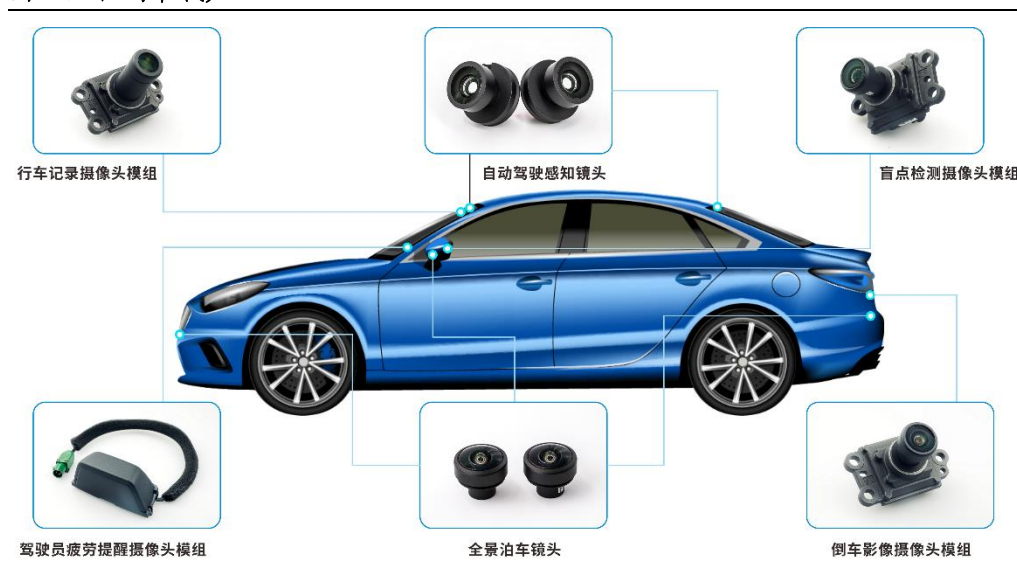 行车记录摄像头模组
自动驾驶感知镜头
盲点检测摄像头模组
驾驶员疲劳提醒摄像头模组
全景泊车镜头
倒车影像摄像头模组